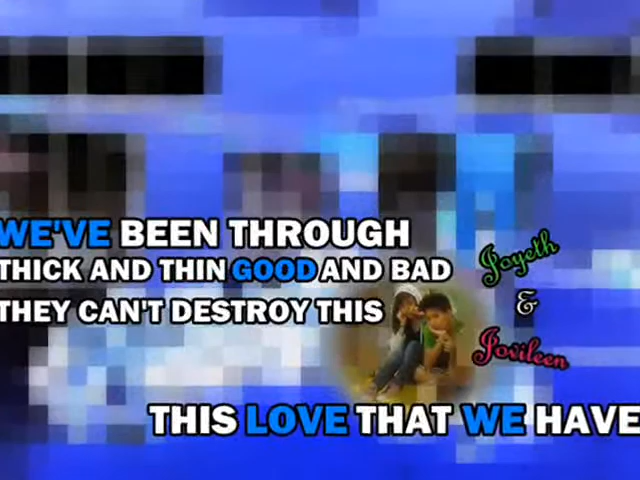 WE'VE BEEN THROUGH
THICK AND THIN GOOD AND BAD
THEY CAN'T DESTROY THIS
THIS LOVE THAT WE HAVE
Joyeth
&
Jovileen